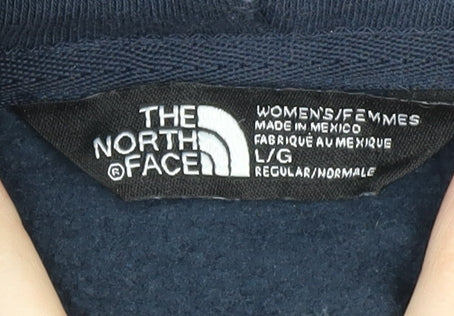 THE
NORTH
® FACE
WOMEN'S/FEMMES
MADE IN MEXICO
FABRIQUÉ AU MEXIQUE
L/G
REGULAR/NORMALE